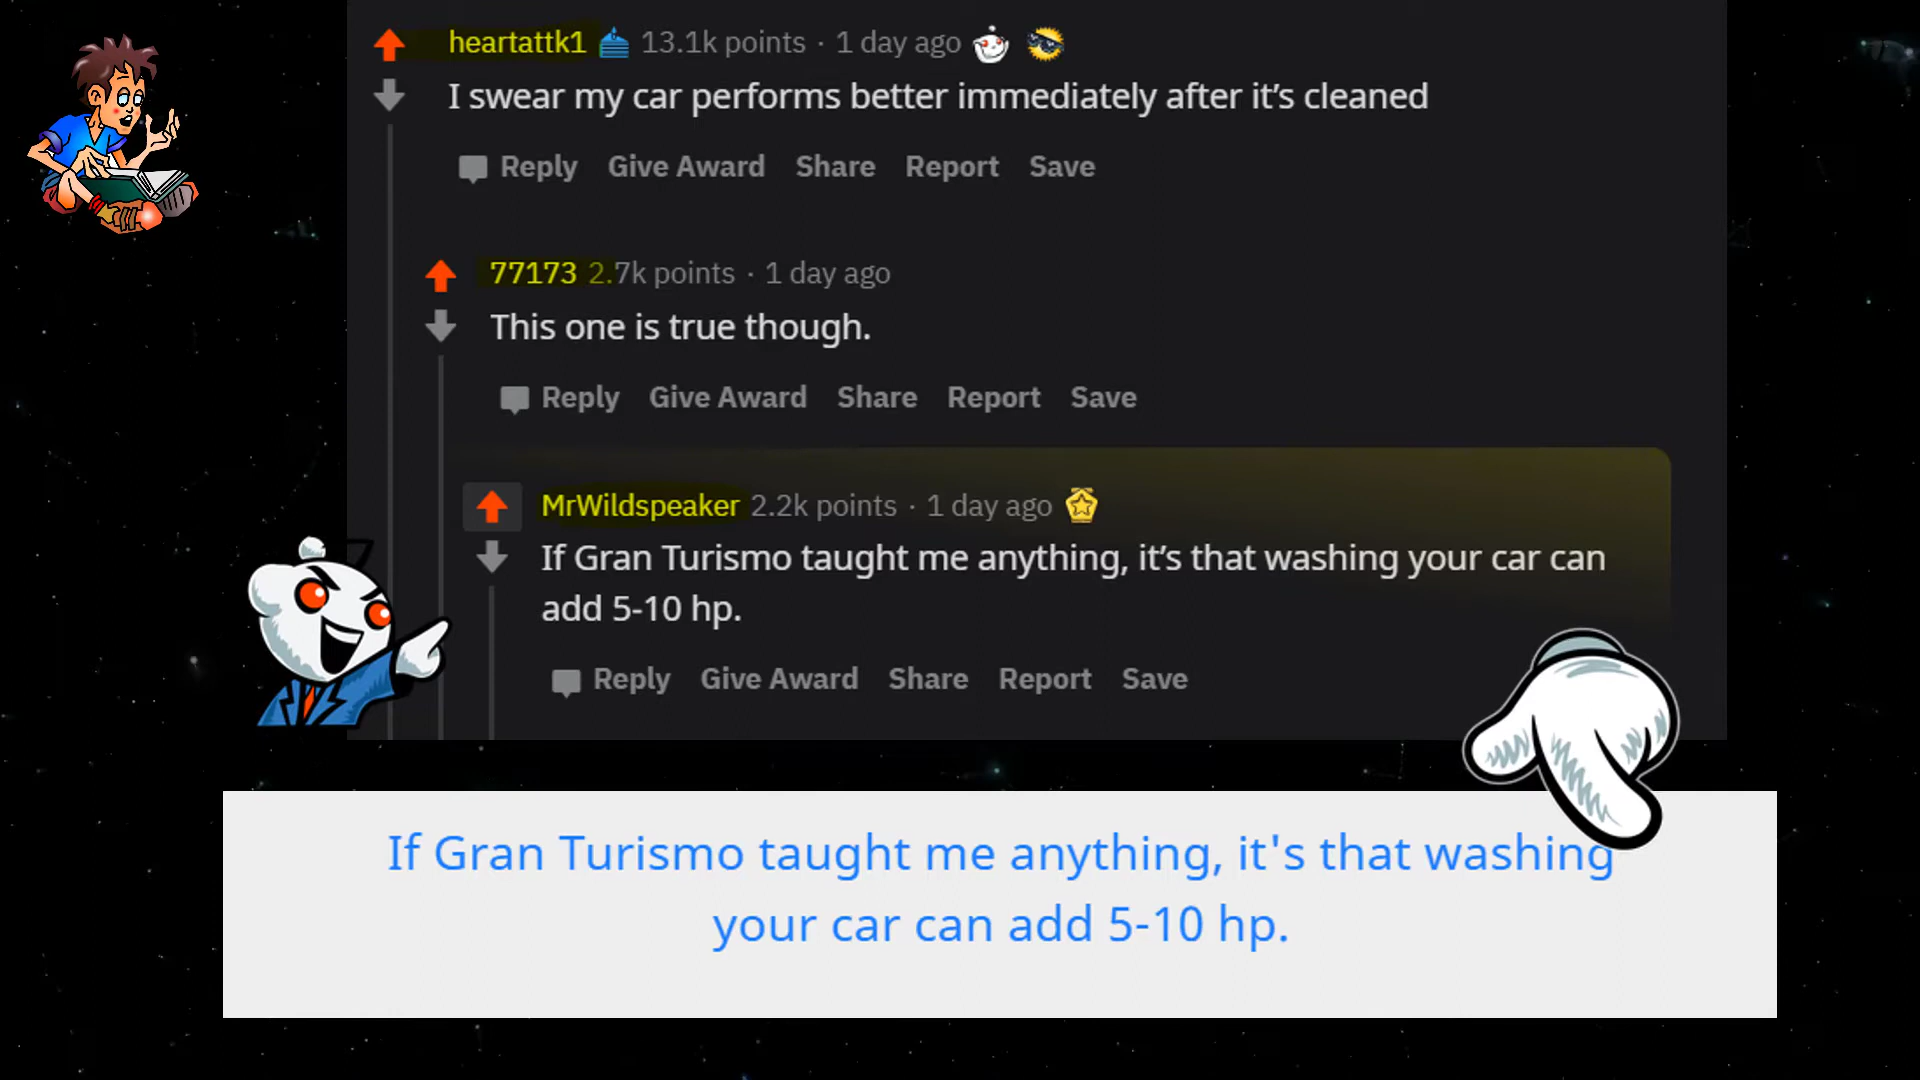 heartattk1 13.1k points · 1 day ago
I swear my car performs better immediately after it’s cleaned
Reply Give Award Share Report Save
77173 2.7k points · 1 day ago
This one is true though.
Reply Give Award Share Report Save
MrWildspeaker 2.2k points · 1 day ago
If Gran Turismo taught me anything, it’s that washing your car can
add 5-10 hp.
Reply Give Award Share Report Save
If Gran Turismo taught me anything, it's that washing
your car can add 5-10 hp.